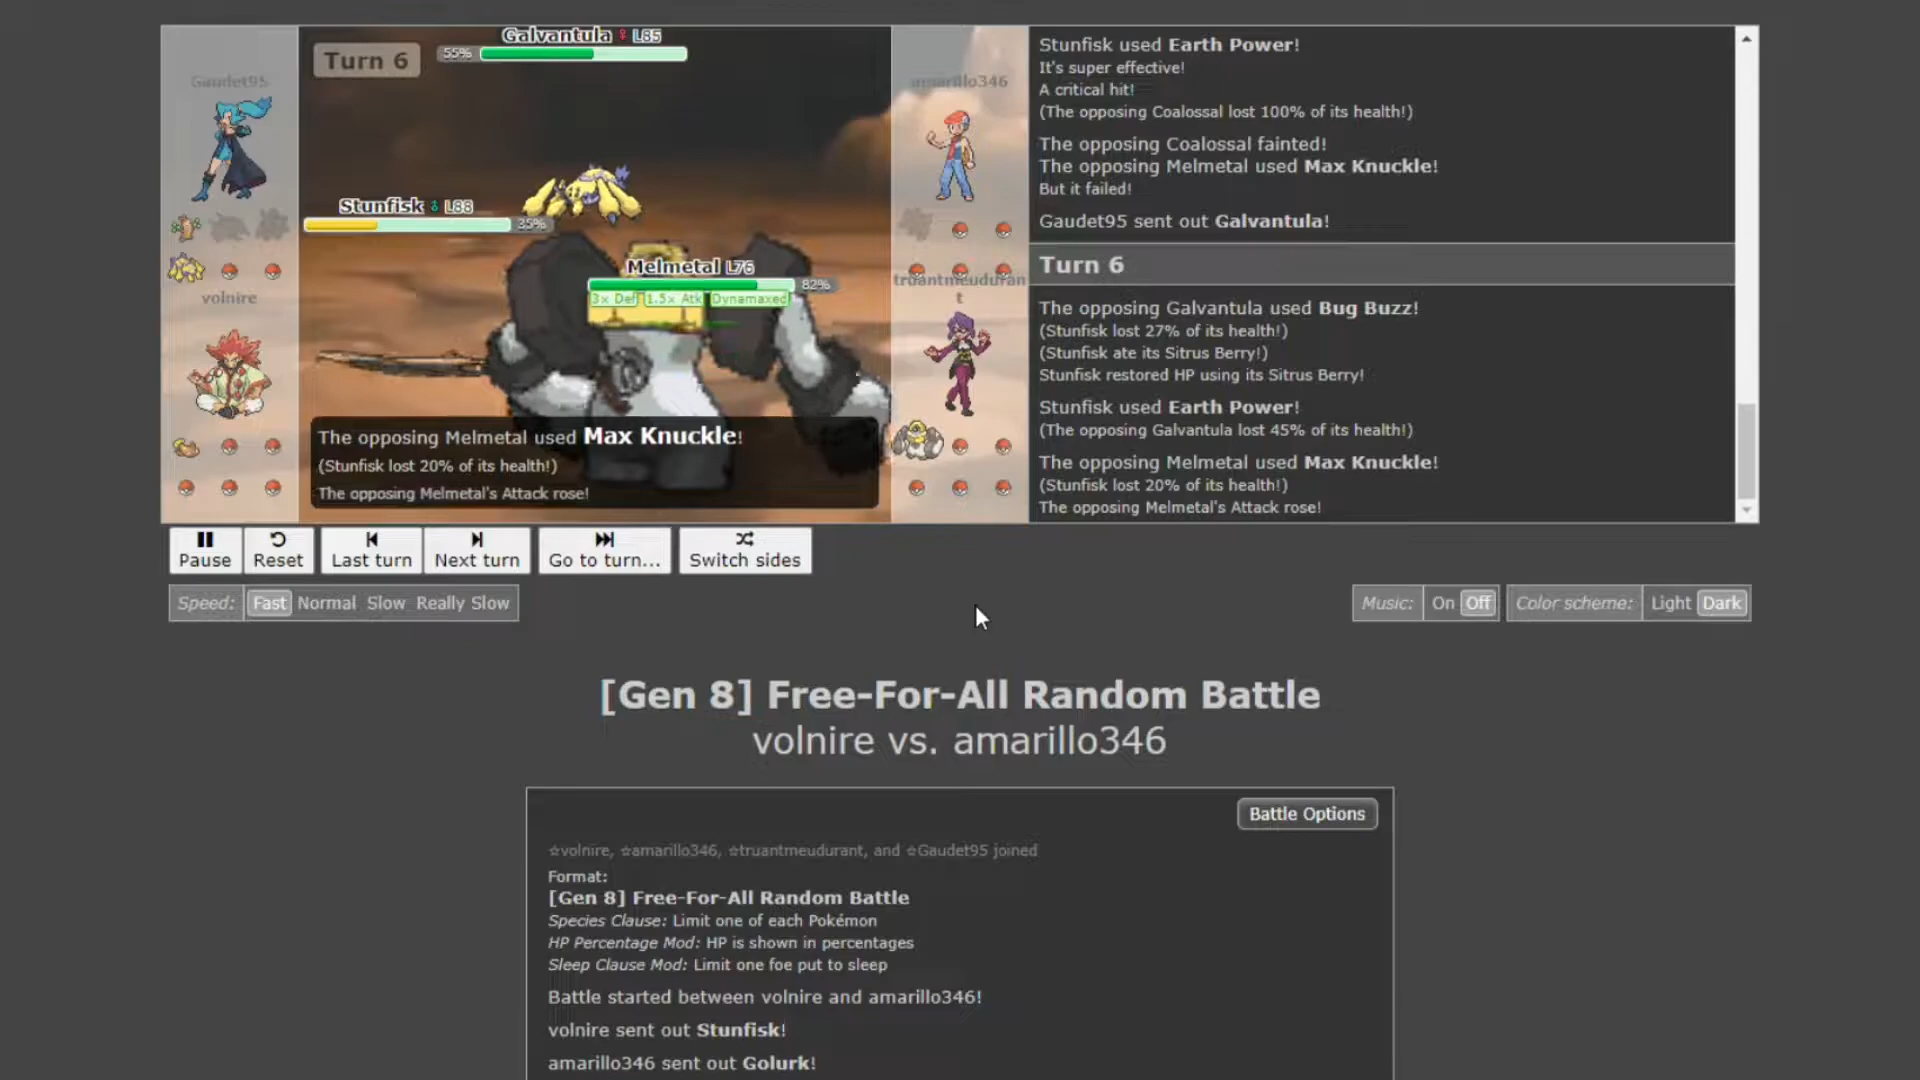 Gaudet95
volnire
Turn 6
Galvantula ♀ L85
55%
Stunfisk L88
35%
Melmetal L76
82%
3x Def 1.5x Atk Dynamaxed
The opposing Melmetal used Max Knuckle!
(Stunfisk lost 20% of its health!)
The opposing Melmetal's Attack rose!
amarillo346
truantmeuduran
t
Stunfisk used Earth Power!
It's super effective!
A critical hit!
(The opposing Coalossal lost 100% of its health!)
The opposing Coalossal fainted!
The opposing Melmetal used Max Knuckle!
But it failed!
Gaudet95 sent out Galvantula!
Turn 6
The opposing Galvantula used Bug Buzz!
(Stunfisk lost 27% of its health!)
(Stunfisk ate its Sitrus Berry!)
Stunfisk restored HP using its Sitrus Berry!
Stunfisk used Earth Power!
(The opposing Galvantula lost 45% of its health!)
The opposing Melmetal used Max Knuckle!
(Stunfisk lost 20% of its health!)
The opposing Melmetal's Attack rose!
Pause Reset Last turn Next turn Go to turn... Switch sides
Speed: Fast Normal Slow Really Slow
Music: On Off Color scheme: Light Dark
[Gen 8] Free-For-All Random Battle
volnire vs. amarillo346
Battle Options
☆volnire, ☆amarillo346, ☆truantmeudurant, and ☆Gaudet95 joined
Format:
[Gen 8] Free-For-All Random Battle
Species Clause: Limit one of each Pokémon
HP Percentage Mod: HP is shown in percentages
Sleep Clause Mod: Limit one foe put to sleep
Battle started between volnire and amarillo346!
volnire sent out Stunfisk!
amarillo346 sent out Golurk!